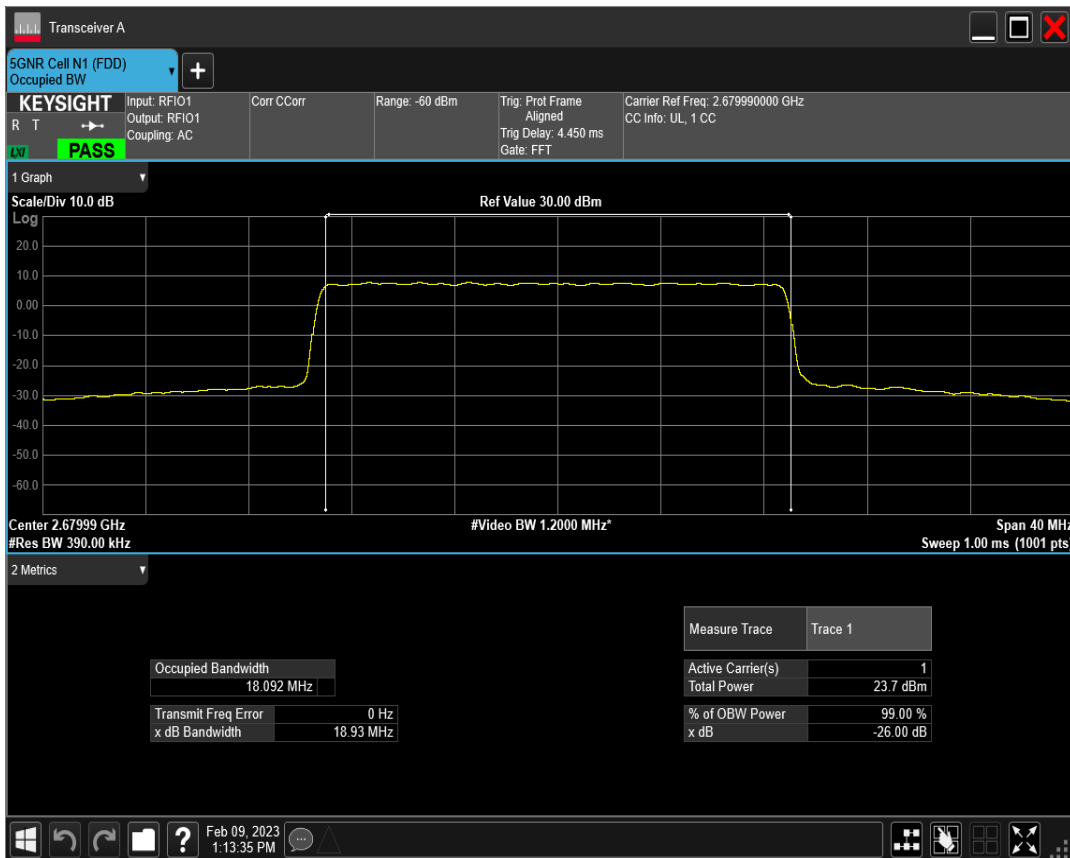 Transceiver A
5GNR Cell N1 (FDD)
Occupied BW
+
KEYSIGHT
R T
LXI
PASS
Input: RFIO1
Output: RFIO1
Coupling: AC
Corr CCorr
Range: -60 dBm
Trig: Prot Frame
Aligned
Trig Delay: 4.450 ms
Gate: FFT
Carrier Ref Freq: 2.679990000 GHz
CC Info: UL, 1 CC
1 Graph
Scale/Div 10.0 dB
Ref Value 30.00 dBm
Log
20.0
10.0
0.00
-10.0
-20.0
-30.0
-40.0
-50.0
-60.0
Center 2.67999 GHz
#Video BW 1.2000 MHz*
Span 40 MHz
#Res BW 390.00 kHz
Sweep 1.00 ms (1001 pts)
2 Metrics
Measure Trace Trace 1
Occupied Bandwidth
18.092 MHz
Active Carrier(s) 1
Total Power 23.7 dBm
Transmit Freq Error 0 Hz
x dB Bandwidth 18.93 MHz
% of OBW Power 99.00 %
x dB -26.00 dB
?
Feb 09, 2023
1:13:35 PM